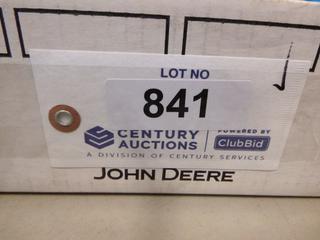 LOT NO
841
CENTURY AUCTIONS
POWERED BY
ClubBid
A DIVISION OF CENTURY SERVICES
JOHN DEERE